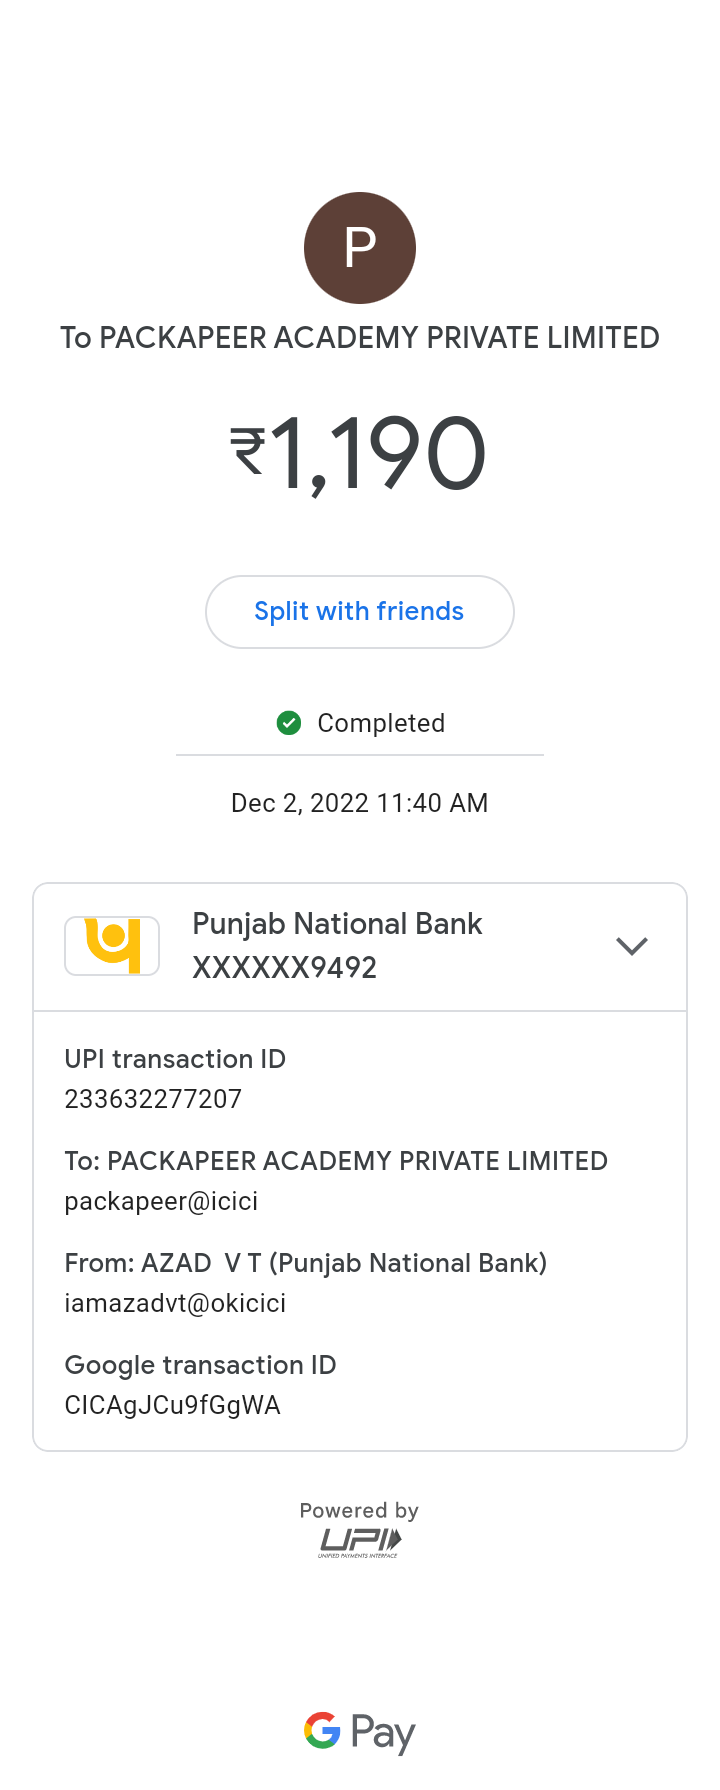 P
To PACKAPEER ACADEMY PRIVATE LIMITED
₹1,190
Split with friends
Completed
Dec 2, 2022 11:40 AM
Punjab National Bank
XXXXXX9492
UPI transaction ID
233632277207
To: PACKAPEER ACADEMY PRIVATE LIMITED
packapeer@icici
From: AZAD  V T (Punjab National Bank)
iamazadvt@okicici
Google transaction ID
CICAgJCu9fGgWA
Powered by
UPI
UNIFIED PAYMENTS INTERFACE
G Pay